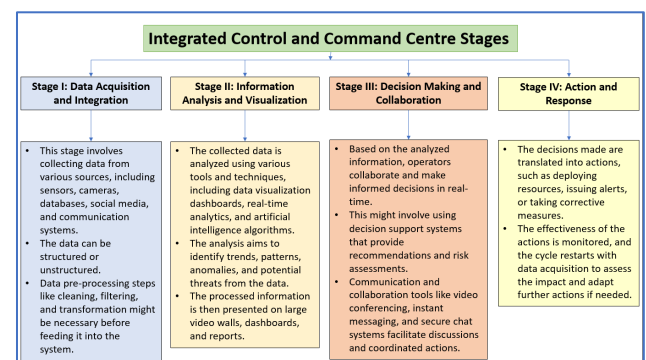 Integrated Control and Command Centre Stages
Stage I: Data Acquisition
and Integration
Stage II: Information
Analysis and Visualization
Stage III: Decision Making and
Collaboration
Stage IV: Action and
Response
• This stage involves
collecting data from
various sources, including
sensors, cameras,
databases, social media,
and communication
systems.
• The data can be
structured or
unstructured.
• Data pre-processing steps
like cleaning, filtering,
and transformation might
be necessary before
feeding it into the
system.
• The collected data is
analyzed using various
tools and techniques,
including data visualization
dashboards, real-time
analytics, and artificial
intelligence algorithms.
• The analysis aims to
identify trends, patterns,
anomalies, and potential
threats from the data.
• The processed information
is then presented on large
video walls, dashboards,
and reports.
• Based on the analyzed
information, operators
collaborate and make
informed decisions in real-
time.
• This might involve using
decision support systems
that provide
recommendations and risk
assessments.
• Communication and
collaboration tools like video
conferencing, instant
messaging, and secure chat
systems facilitate discussions
and coordinated actions.
• The decisions made are
translated into actions,
such as deploying
resources, issuing alerts,
or taking corrective
measures.
• The effectiveness of the
actions is monitored, and
the cycle restarts with
data acquisition to assess
the impact and adapt
further actions if needed.